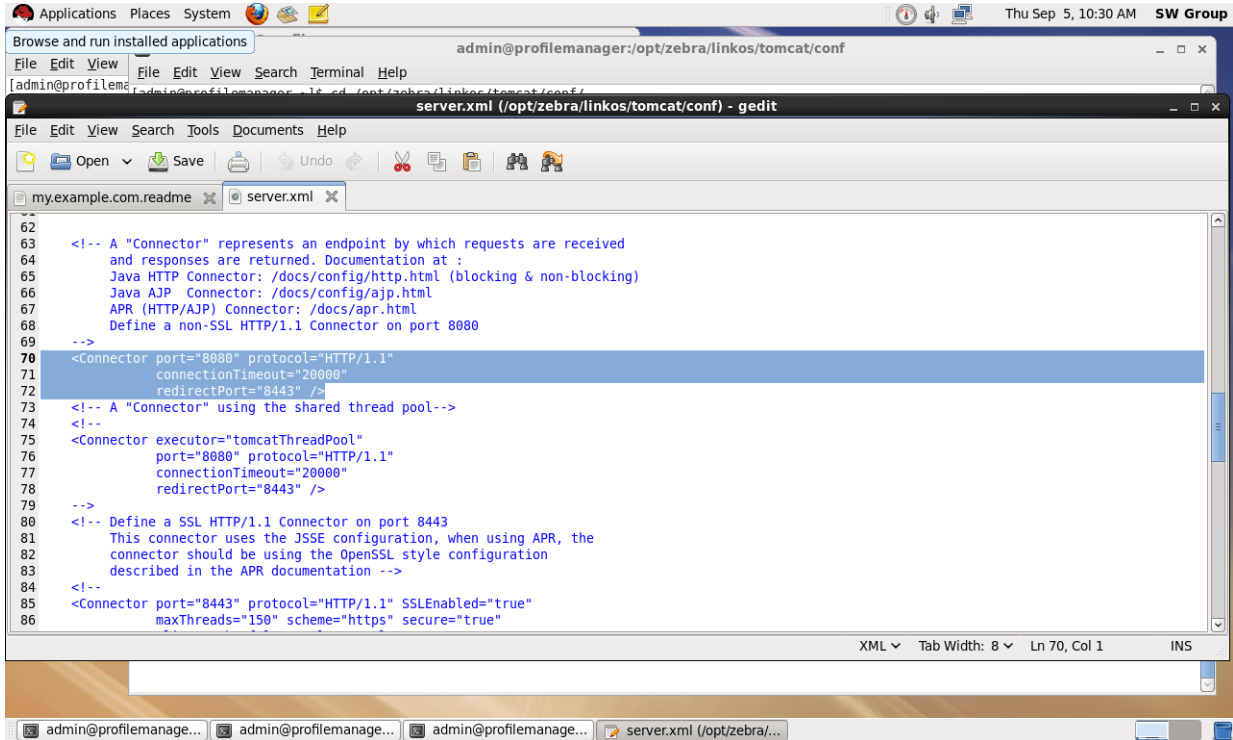 Applications Places System Thu Sep 5, 10:30 AM SW Group
Browse and run installed applications
admin@profilemanager:/opt/zebra/linkos/tomcat/conf
File Edit View
File Edit View Search Terminal Help
[admin@profilema
[admin@profilemanager ~]$ cd /opt/zebra/linkos/tomcat/conf/
server.xml (/opt/zebra/linkos/tomcat/conf) - gedit
File Edit View Search Tools Documents Help
Open Save Undo
my.example.com.readme server.xml
61
62
63 <!-- A "Connector" represents an endpoint by which requests are received
64 and responses are returned. Documentation at :
65 Java HTTP Connector: /docs/config/http.html (blocking & non-blocking)
66 Java AJP  Connector: /docs/config/ajp.html
67 APR (HTTP/AJP) Connector: /docs/apr.html
68 Define a non-SSL HTTP/1.1 Connector on port 8080
69 -->
70 <Connector port="8080" protocol="HTTP/1.1"
71 connectionTimeout="20000"
72 redirectPort="8443" />
73 <!-- A "Connector" using the shared thread pool-->
74 <!--
75 <Connector executor="tomcatThreadPool"
76 port="8080" protocol="HTTP/1.1"
77 connectionTimeout="20000"
78 redirectPort="8443" />
79 -->
80 <!-- Define a SSL HTTP/1.1 Connector on port 8443
81 This connector uses the JSSE configuration, when using APR, the
82 connector should be using the OpenSSL style configuration
83 described in the APR documentation -->
84 <!--
85 <Connector port="8443" protocol="HTTP/1.1" SSLEnabled="true"
86 maxThreads="150" scheme="https" secure="true"
XML Tab Width: 8 Ln 70, Col 1 INS
admin@profilemanage... admin@profilemanage... admin@profilemanage... server.xml (/opt/zebra/...